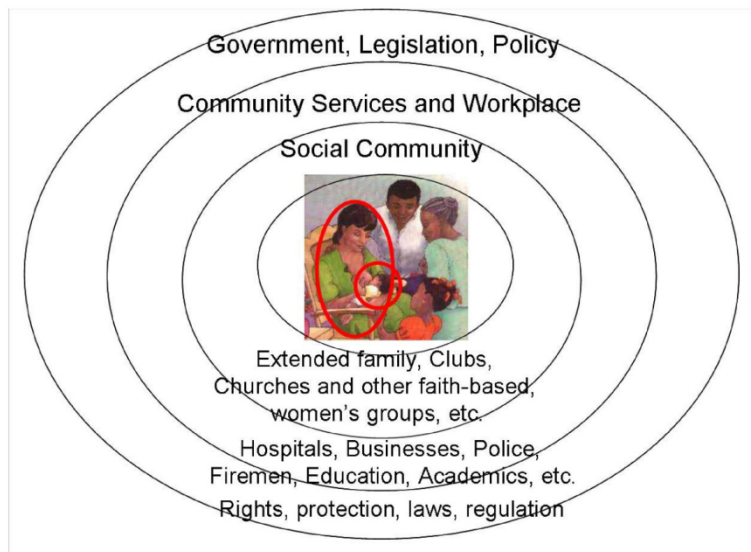 Government, Legislation, Policy
Community Services and Workplace
Social Community
Extended family, Clubs,
Churches and other faith-based,
women's groups, etc.
Hospitals, Businesses, Police,
Firemen, Education, Academics, etc.
Rights, protection, laws, regulation